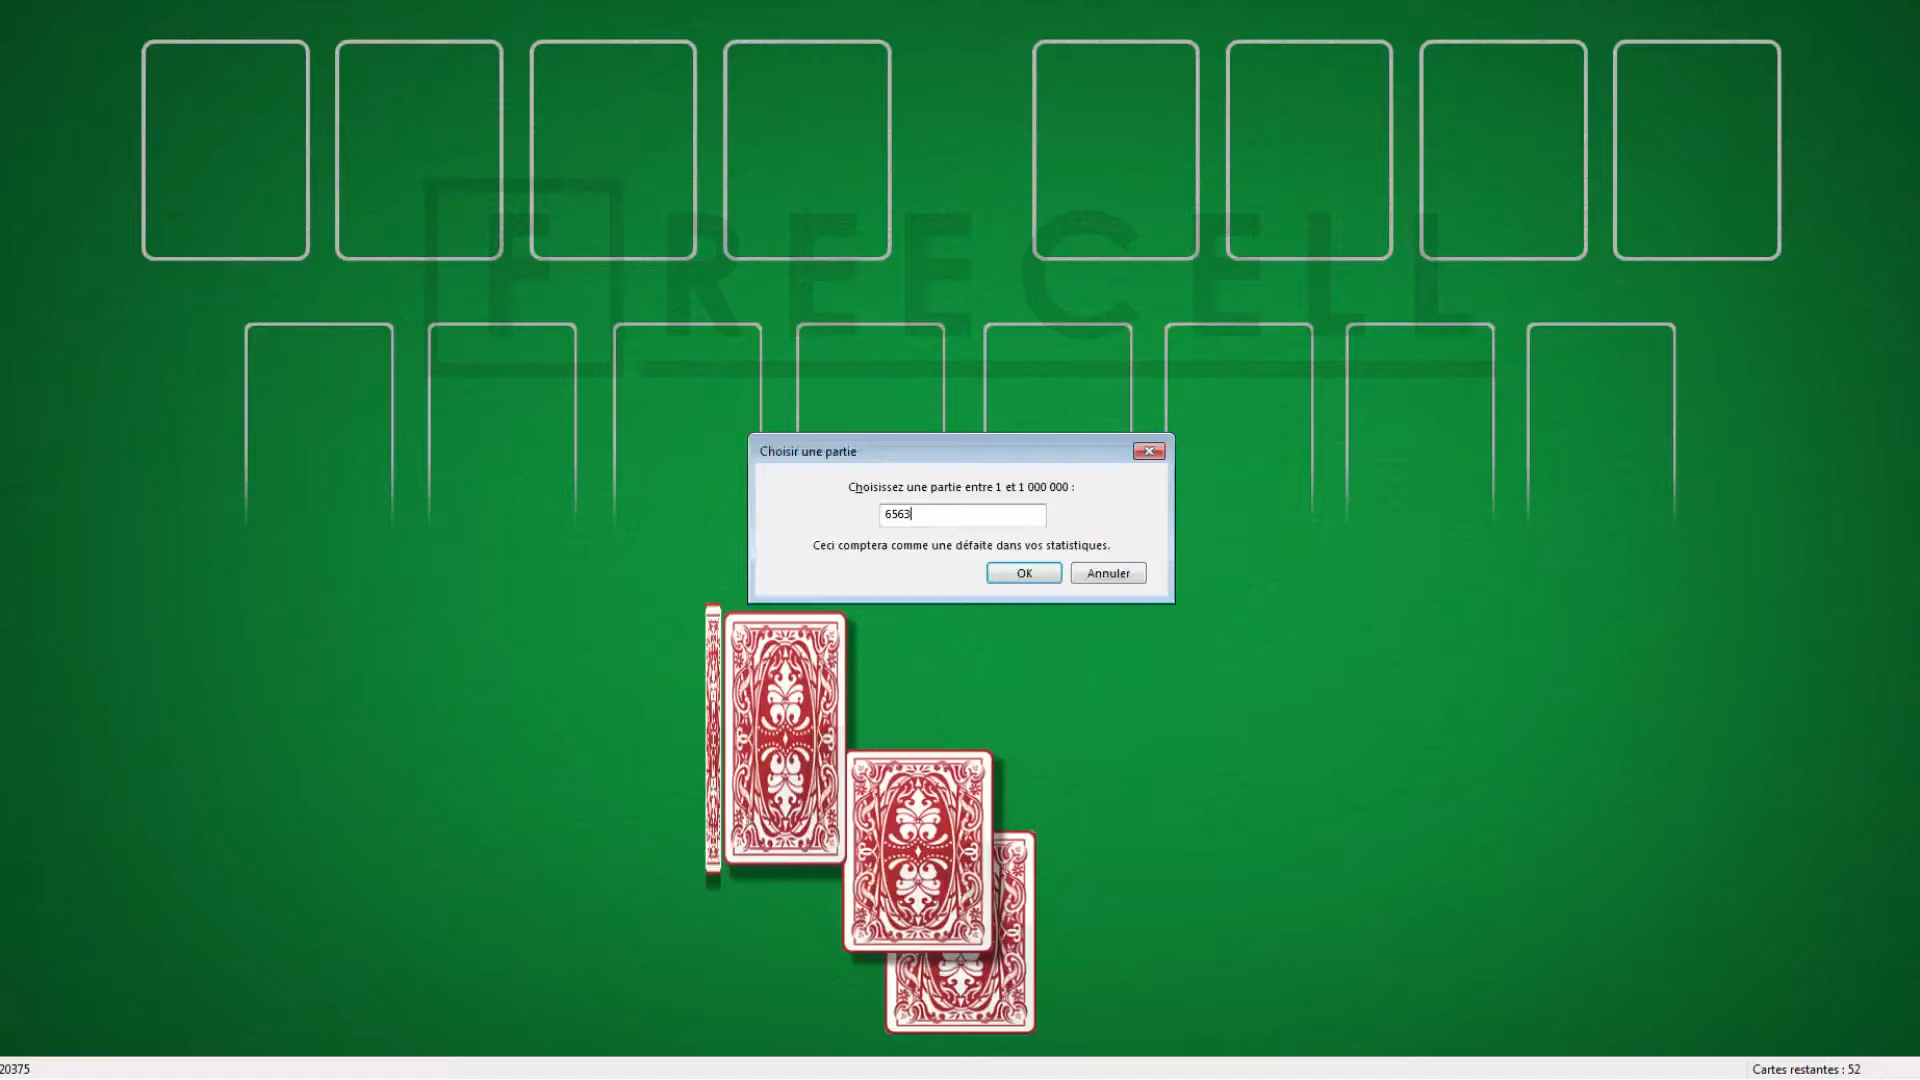 FREECELL
Choisir une partie
Choisissez une partie entre 1 et 1 000 000 :
6563
Ceci comptera comme une défaite dans vos statistiques.
OK
Annuler
20375
Cartes restantes : 52